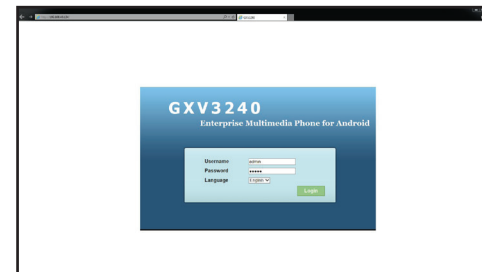 GXV3240
Enterprise Multimedia Phone for Android
Username admin
Password •••••
Language English
Login